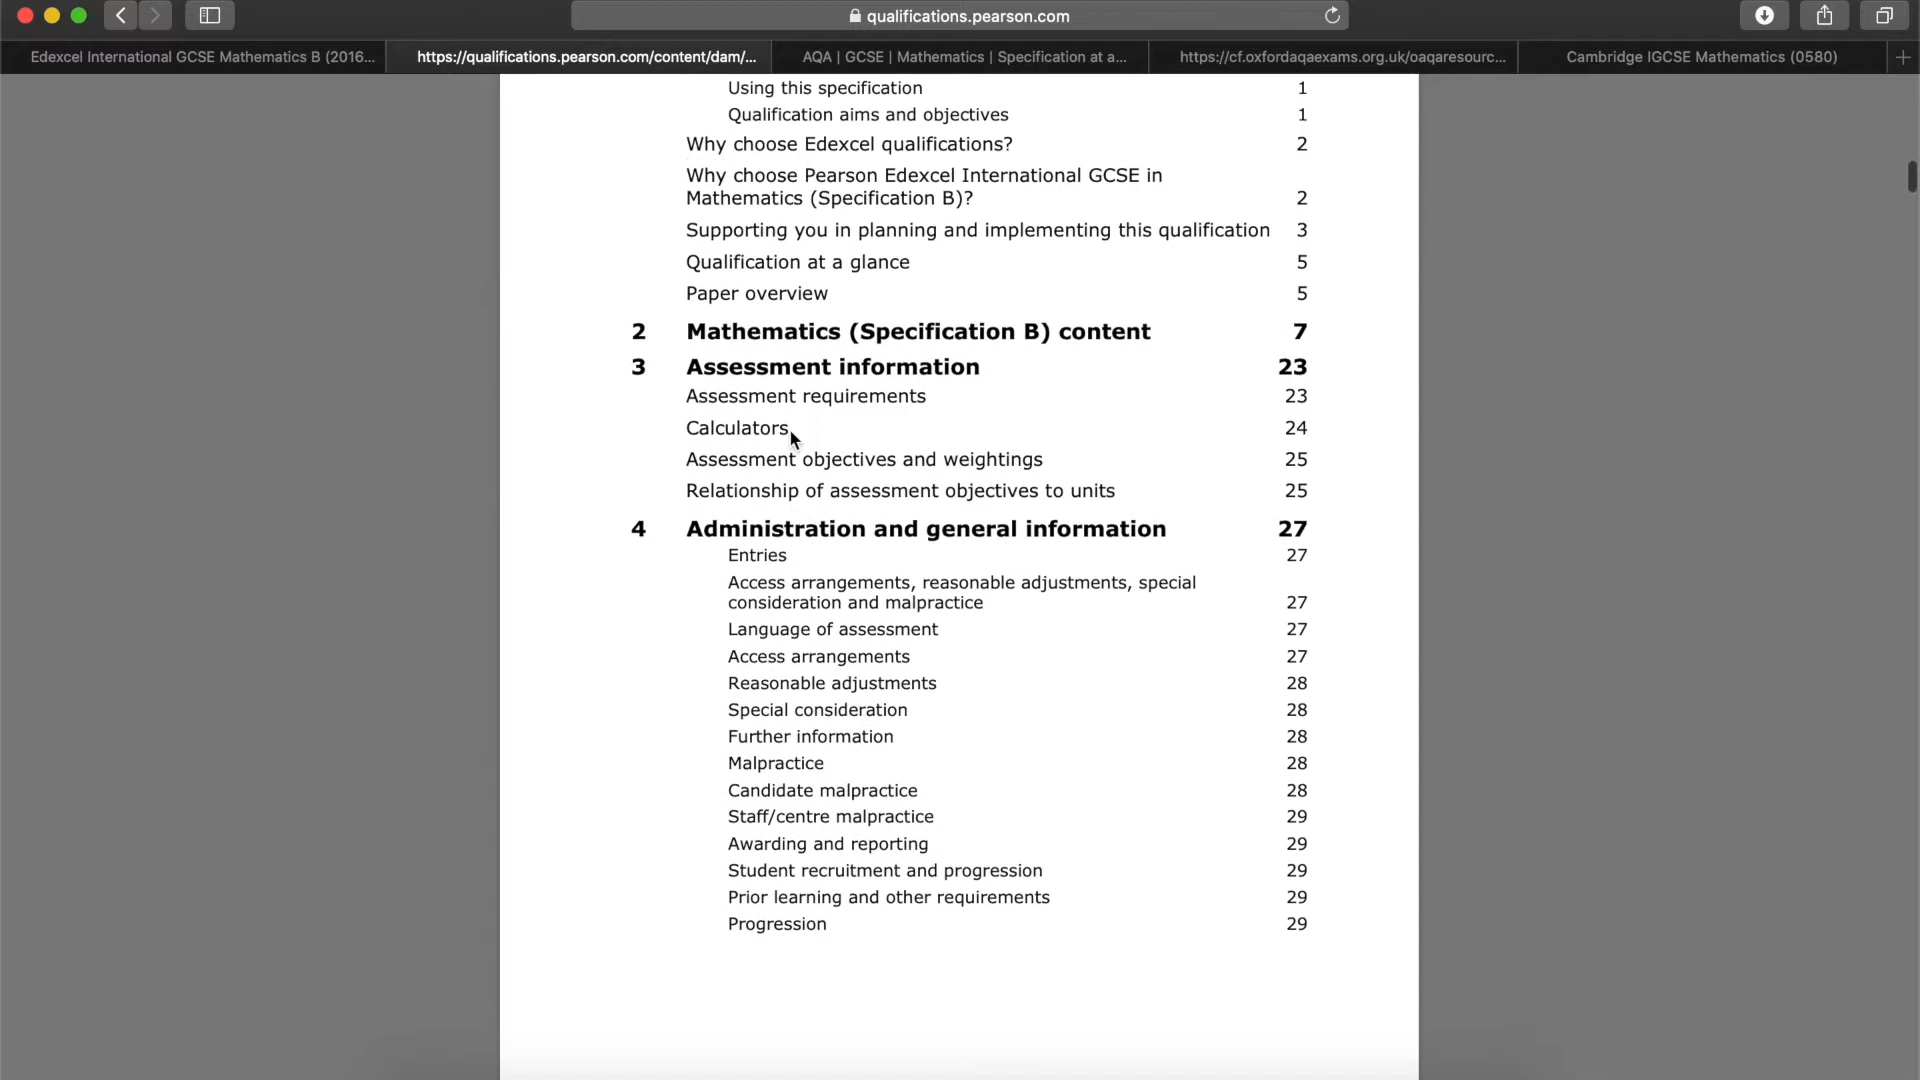 qualifications.pearson.com
Edexcel International GCSE Mathematics B (2016...
https://qualifications.pearson.com/content/dam/...
AQA | GCSE | Mathematics | Specification at a...
https://cf.oxfordaqaexams.org.uk/oaqaresourc...
Cambridge IGCSE Mathematics (0580)
Using this specification 1
Qualification aims and objectives 1
Why choose Edexcel qualifications? 2
Why choose Pearson Edexcel International GCSE in
Mathematics (Specification B)? 2
Supporting you in planning and implementing this qualification 3
Qualification at a glance 5
Paper overview 5
2 Mathematics (Specification B) content 7
3 Assessment information 23
Assessment requirements 23
Calculators 24
Assessment objectives and weightings 25
Relationship of assessment objectives to units 25
4 Administration and general information 27
Entries 27
Access arrangements, reasonable adjustments, special
consideration and malpractice 27
Language of assessment 27
Access arrangements 27
Reasonable adjustments 28
Special consideration 28
Further information 28
Malpractice 28
Candidate malpractice 28
Staff/centre malpractice 29
Awarding and reporting 29
Student recruitment and progression 29
Prior learning and other requirements 29
Progression 29